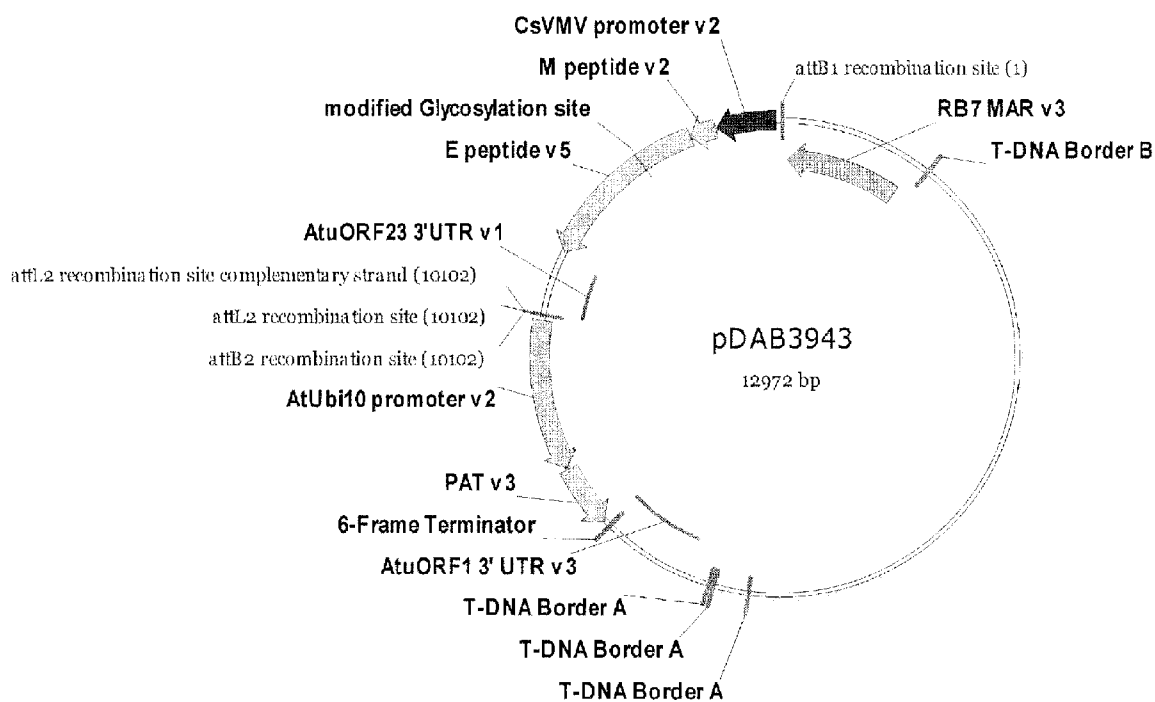 CsVMV promoter v2
M peptide v2
attB1 recombination site (1)
modified Glycosylation site
RB7 MAR v3
E peptide v5
T-DNA Border B
AtuORF23 3'UTR v1
attL2 recombination site complementary strand (10102)
attL2 recombination site (10102)
pDAB3943
attB2 recombination site (10102)
12972 bp
AtUbi10 promoter v2
PAT v3
6-Frame Terminator
AtuORF1 3' UTR v3
T-DNA Border A
T-DNA Border A
T-DNA Border A